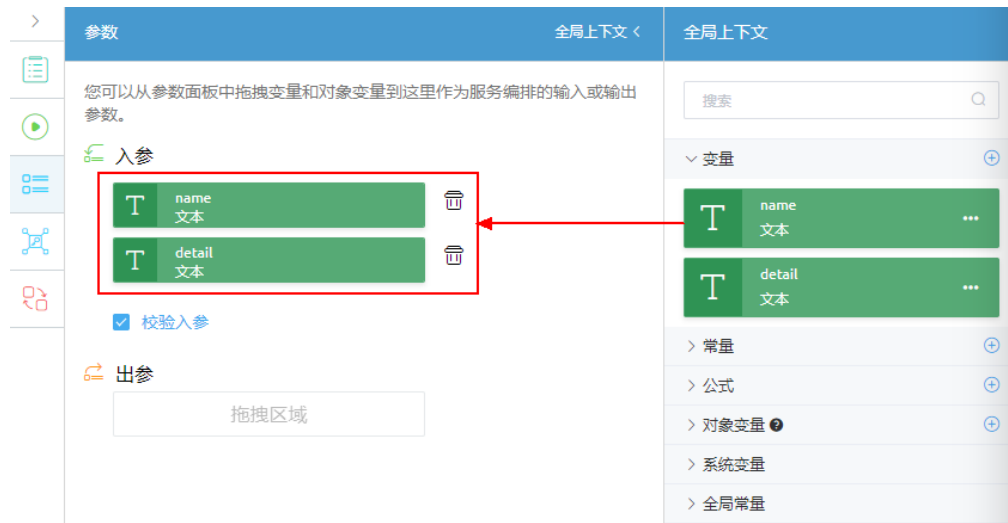 参数
全局上下文
您可以从参数面板中拖拽变量和对象变量到这里作为服务编排的输入或输出
参数。
入参
T
name
文本
T
detail
文本
校验入参
出参
拖拽区域
全局上下文
搜索
变量
T
name
文本
T
detail
文本
常量
公式
对象变量
系统变量
全局常量